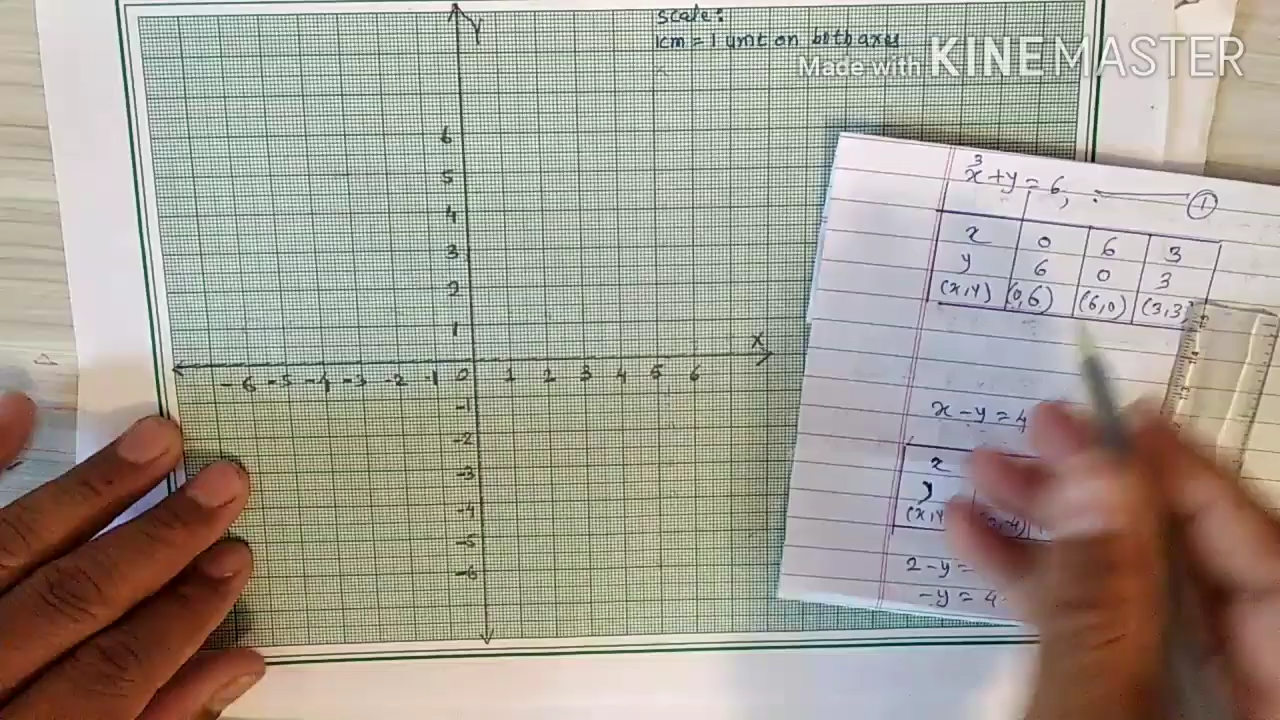 Scale:
1cm = 1 unit on both axes
Made with KINEMASTER
Y
6
5
4
3
2
1
X
-6 -5 -4 -3 -2 -1 0 1 2 3 4 5 6
-1
-2
-3
-4
-5
-6
3
x + y = 6, 1
x 0 6 3
y 6 0 3
(x,y) (0,6) (6,0) (3,3
x - y = 4
x
y
(x,y
2 - y =
-y = 4